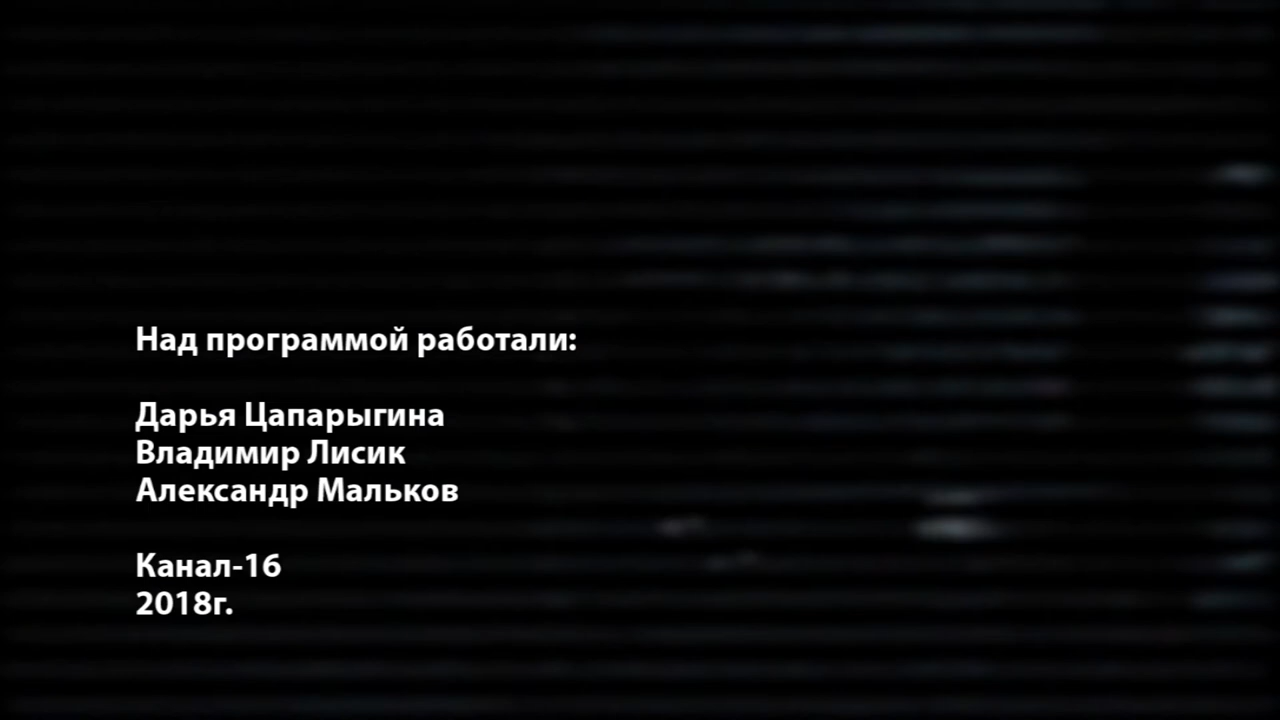 Над программой работали:
Дарья Цапарыгина
Владимир Лисик
Александр Мальков
Канал-16
2018г.